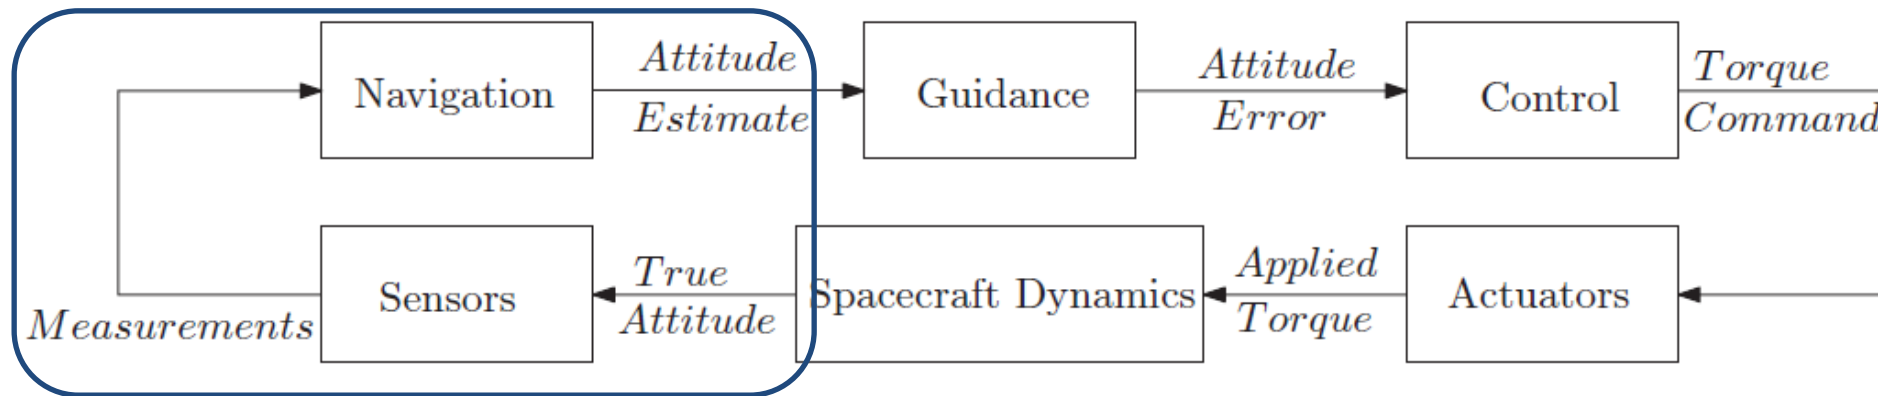 Navigation
Attitude
Estimate
Guidance
Attitude
Error
Control
Torque
Command
Measurements
Sensors
True
Attitude
Spacecraft Dynamics
Applied
Torque
Actuators